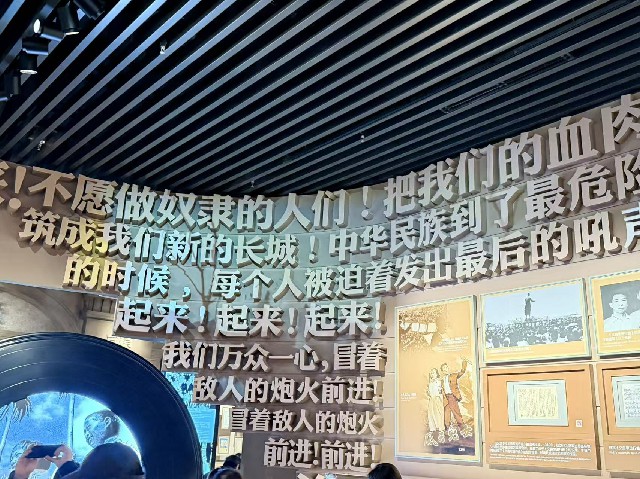 来!不愿做奴隶的人们!把我们的血肉
筑成我们新的长城!中华民族到了最危险
的时候,每个人被迫着发出最后的吼声
起来!起来!起来!
我们万众一心,冒着
敌人的炮火前进!
冒着敌人的炮火
前进!前进!